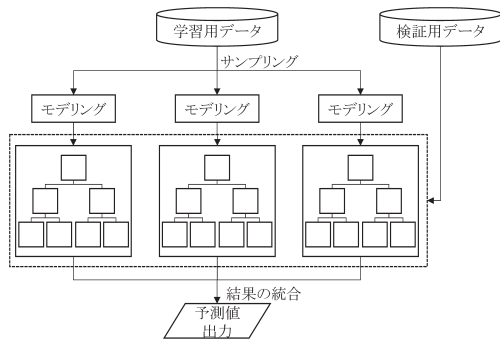 学習用データ
検証用データ
サンプリング
モデリング
モデリング
モデリング
結果の統合
予測値
出力